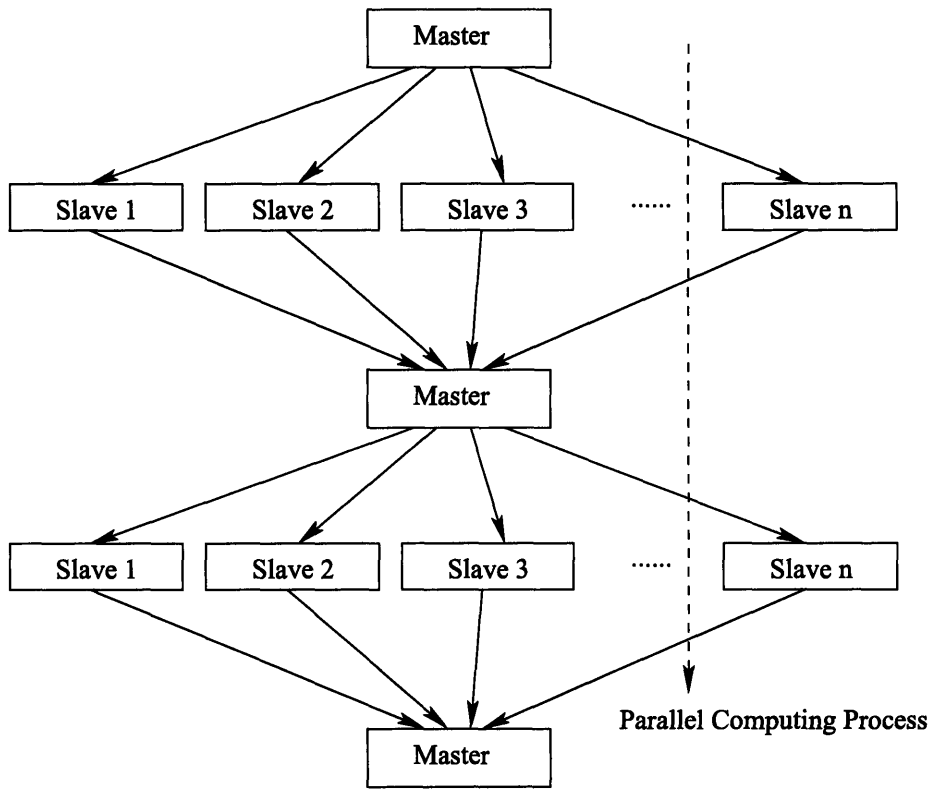 Master
Slave 1
Slave 2
Slave 3
......
Slave n
Master
Slave 1
Slave 2
Slave 3
......
Slave n
Parallel Computing Process
Master